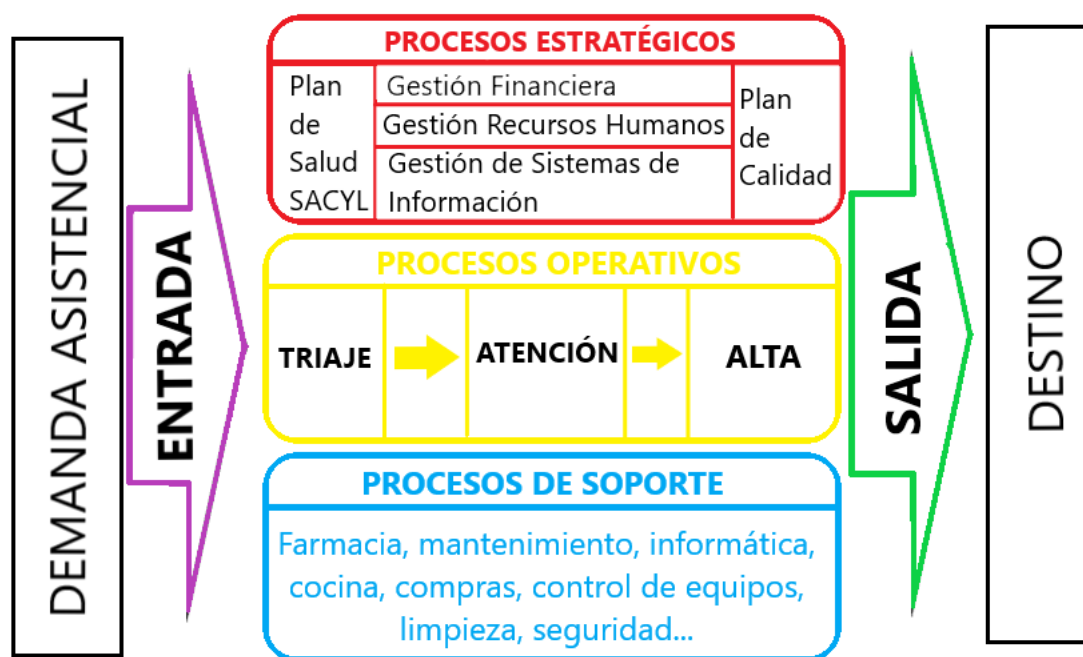 DEMANDA ASISTENCIAL
ENTRADA
PROCESOS ESTRATÉGICOS
Plan
de
Salud
SACYL
Gestión Financiera
Gestión Recursos Humanos
Gestión de Sistemas de
Información
Plan
de
Calidad
PROCESOS OPERATIVOS
TRIAJE
ATENCIÓN
ALTA
PROCESOS DE SOPORTE
Farmacia, mantenimiento, informática,
cocina, compras, control de equipos,
limpieza, seguridad...
SALIDA
DESTINO